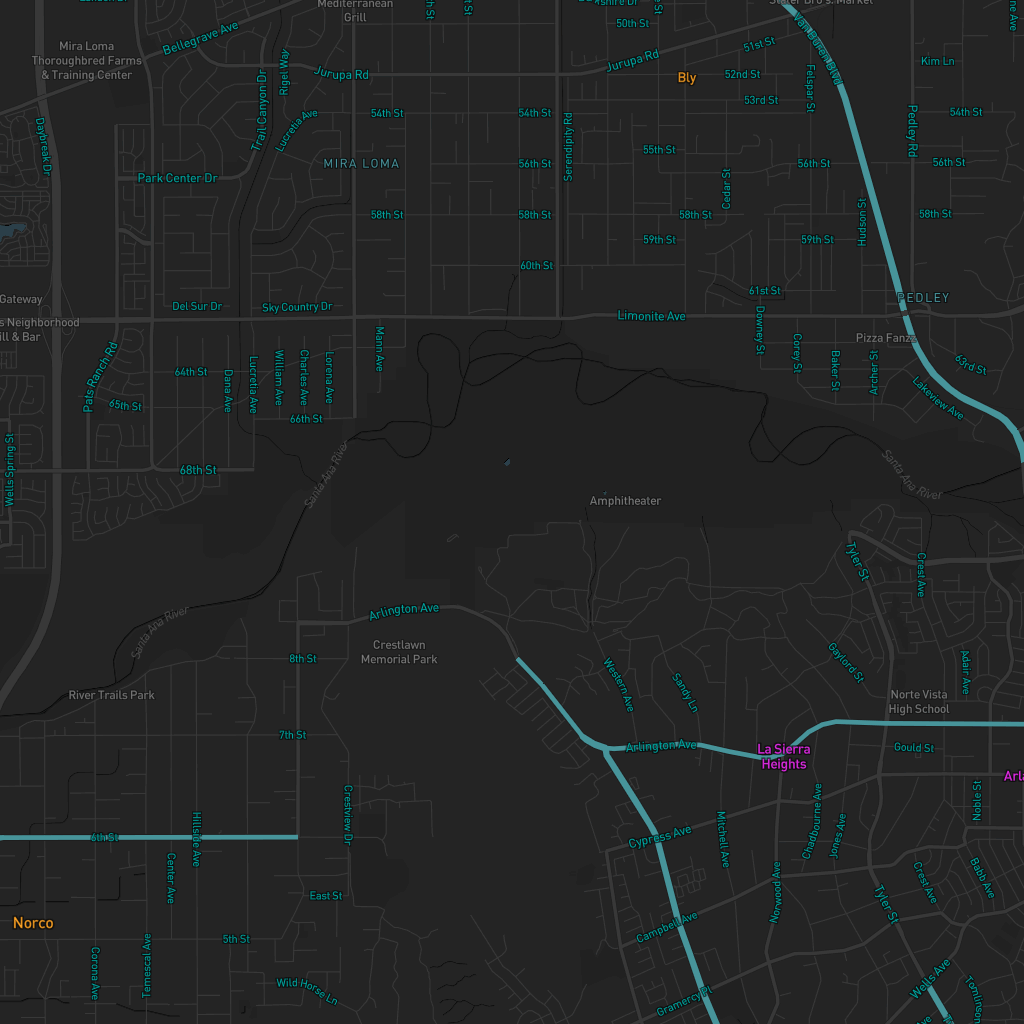 Mediterranean
Grill
50th St
Bellegrave Ave
Mira Loma
Thoroughbred Farms
& Training Center
Rigel Way
Jurupa Rd
Jurupa Rd
51st St
Van Buren Blvd
Kim Ln
Bly
52nd St
53rd St
Felspar St
Trail Canyon Dr
Lucretia Ave
54th St
54th St
54th St
Pedley Rd
Daybreak Dr
Serendipity Rd
MIRA LOMA
55th St
56th St
56th St
56th St
Park Center Dr
Cedar St
58th St
58th St
58th St
58th St
Hudson St
59th St
59th St
60th St
61st St
PEDLEY
Gateway
Del Sur Dr
Sky Country Dr
Limonite Ave
s Neighborhood
ill & Bar
Mann Ave
Downey St
Corey St
Pizza Fanzz
Baker St
Archer St
63rd St
Lakeview Ave
Pats Ranch Rd
64th St
65th St
Dana Ave
Lucretia Ave
William Ave
Charles Ave
Lorena Ave
66th St
Wells Spring St
68th St
Santa Ana River
Santa Ana River
Amphitheater
Tyler St
Crest Ave
Arlington Ave
Santa Ana River
Crestlawn
Memorial Park
8th St
Gaylord St
Adair Ave
Western Ave
Sandy Ln
River Trails Park
Norte Vista
High School
7th St
Arlington Ave
La Sierra
Heights
Gould St
Arla
Noble St
Crestview Dr
Hillside Ave
6th St
Cypress Ave
Mitchell Ave
Chadbourne Ave
Jones Ave
Center Ave
Norwood Ave
Crest Ave
Babb Ave
Tyler St
East St
Norco
Campbell Ave
5th St
Corona Ave
Temescal Ave
Wild Horse Ln
Gramercy Pl
Wells Ave
Tomlinson